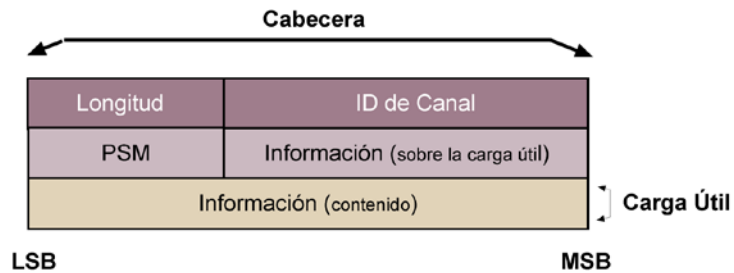 Cabecera
Longitud ID de Canal
PSM Información (sobre la carga útil)
Información (contenido) Carga Útil
LSB MSB